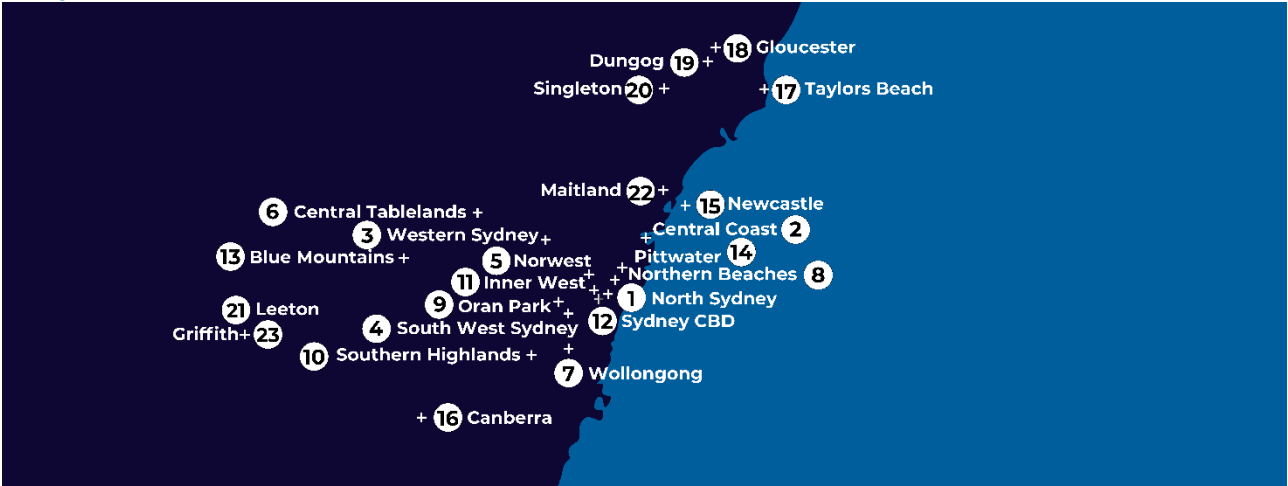 18 Gloucester
Dungog 19
Singleton 20
17 Taylors Beach
Maitland 22
15 Newcastle
6 Central Tablelands
Central Coast 2
3 Western Sydney
Pittwater 14
13 Blue Mountains
5 Norwest
Northern Beaches 8
11 Inner West
1 North Sydney
9 Oran Park
21 Leeton
12 Sydney CBD
4 South West Sydney
Griffith 23
10 Southern Highlands
7 Wollongong
16 Canberra